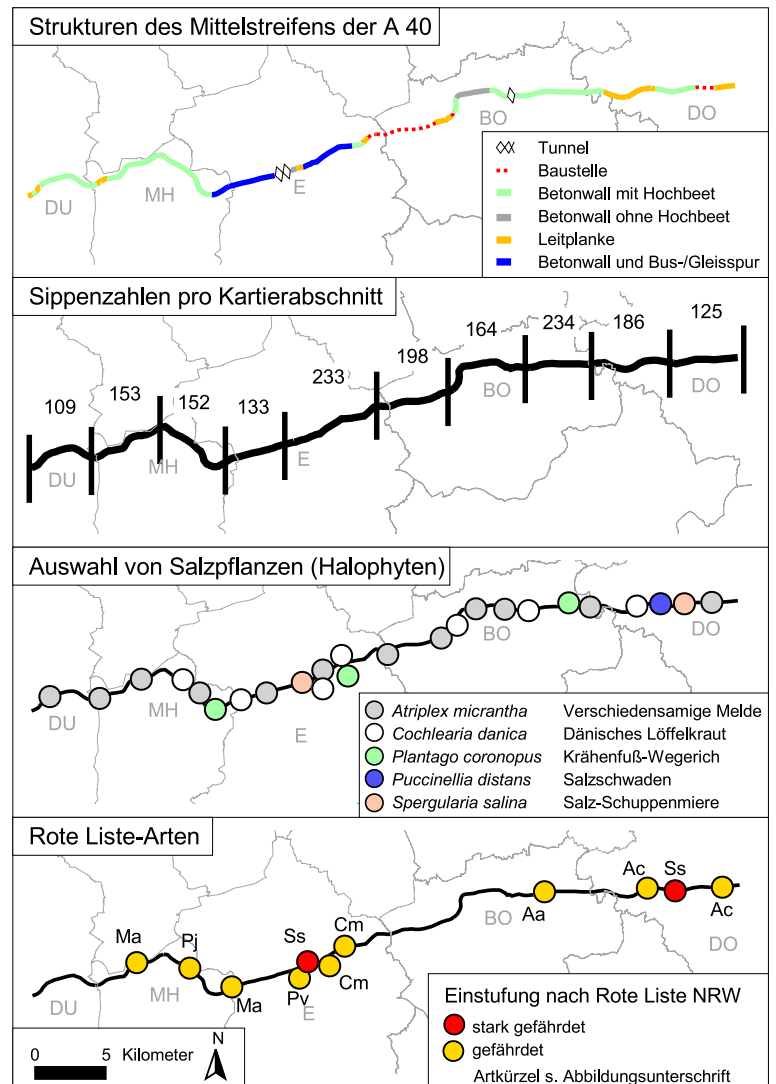 Strukturen des Mittelstreifens der A 40
DU
MH
E
BO
DO
Tunnel
Baustelle
Betonwall mit Hochbeet
Betonwall ohne Hochbeet
Leitplanke
Betonwall und Bus-/Gleisspur
Sippenzahlen pro Kartierabschnitt
109
153
152
133
233
198
164
234
186
125
DU
MH
E
BO
DO
Auswahl von Salzpflanzen (Halophyten)
DU
MH
E
BO
DO
Atriplex micrantha Verschiedensamige Melde
Cochlearia danica Dänisches Löffelkraut
Plantago coronopus Krähenfuß-Wegerich
Puccinellia distans Salzschwaden
Spergularia salina Salz-Schuppenmiere
Rote Liste-Arten
Ma
Pj
Ma
Ss
Pv
Cm
Cm
Aa
Ac
Ss
Ac
DU
MH
E
BO
DO
Einstufung nach Rote Liste NRW
stark gefährdet
gefährdet
Artkürzel s. Abbildungsunterschrift
0 5 Kilometer
N